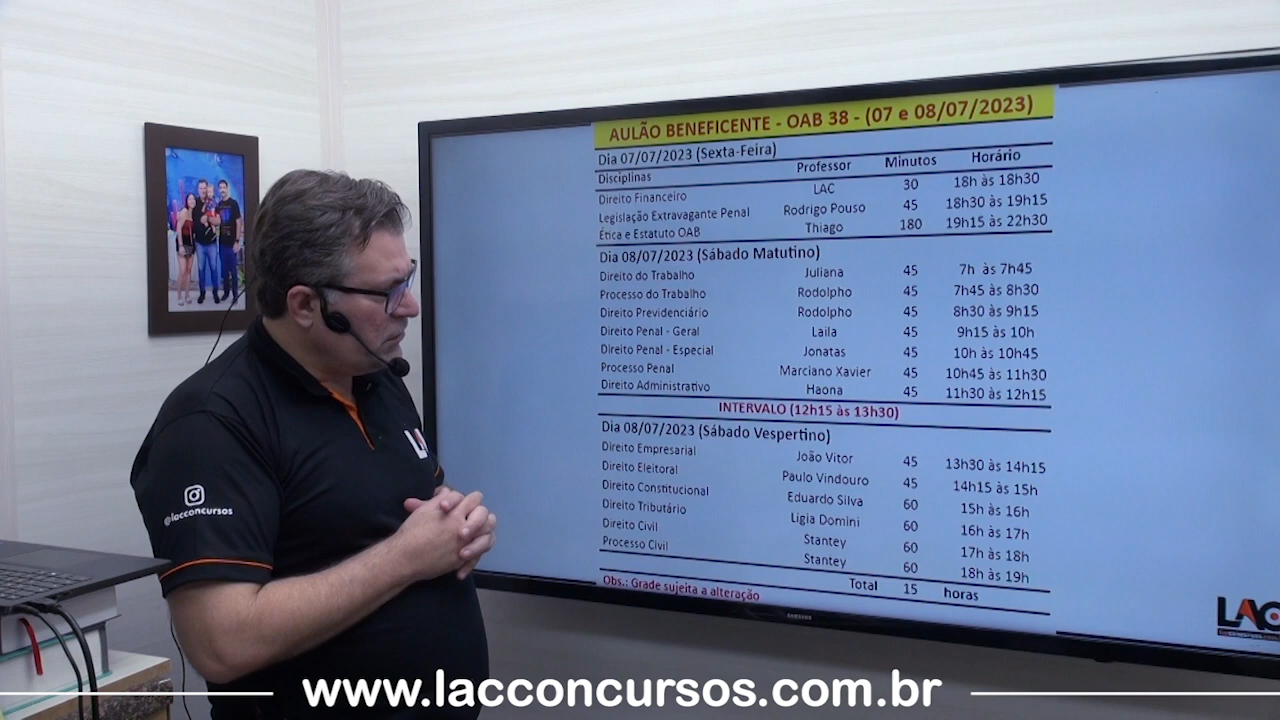 AULÃO BENEFICENTE - OAB 38 - (07 e 08/07/2023)
Dia 07/07/2023 (Sexta-Feira)
Disciplinas Professor Minutos Horário
Direito Financeiro LAC 30 18h às 18h30
Legislação Extravagante Penal Rodrigo Pouso 45 18h30 às 19h15
Ética e Estatuto OAB Thiago 180 19h15 às 22h30
Dia 08/07/2023 (Sábado Matutino)
Direito do Trabalho Juliana 45 7h às 7h45
Processo do Trabalho Rodolpho 45 7h45 às 8h30
Direito Previdenciário Rodolpho 45 8h30 às 9h15
Direito Penal - Geral Laila 45 9h15 às 10h
Direito Penal - Especial Jonatas 45 10h às 10h45
Processo Penal Marciano Xavier 45 10h45 às 11h30
Direito Administrativo Haona 45 11h30 às 12h15
INTERVALO (12h15 às 13h30)
Dia 08/07/2023 (Sábado Vespertino)
Direito Empresarial João Vitor 45 13h30 às 14h15
Direito Eleitoral Paulo Vindouro 45 14h15 às 15h
Direito Constitucional Eduardo Silva 60 15h às 16h
Direito Tributário Ligia Domini 60 16h às 17h
Direito Civil Stantey 60 17h às 18h
Processo Civil Stantey 60 18h às 19h
Total 15 horas
Obs.: Grade sujeita a alteração
SAMSUNG
LAC
@lacconcursos
www.lacconcursos.com.br